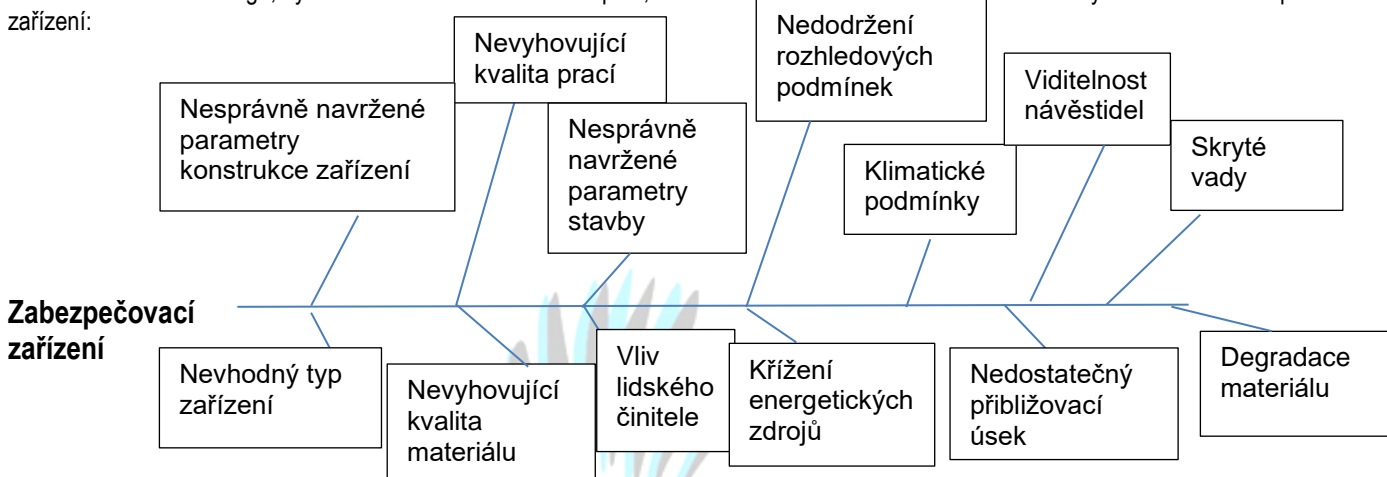 zařízení:
Nevyhovující
kvalita prací
Nedodržení
rozhledových
podmínek
Viditelnost
návěstidel
Nesprávně navržené
parametry
konstrukce zařízení
Nesprávně
navržené
parametry
stavby
Klimatické
podmínky
Skryté
vady
Zabezpečovací
zařízení
Nevhodný typ
zařízení
Nevyhovující
kvalita
materiálu
Vliv
lidského
činitele
Křížení
energetických
zdrojů
Nedostatečný
přibližovací
úsek
Degradace
materiálu